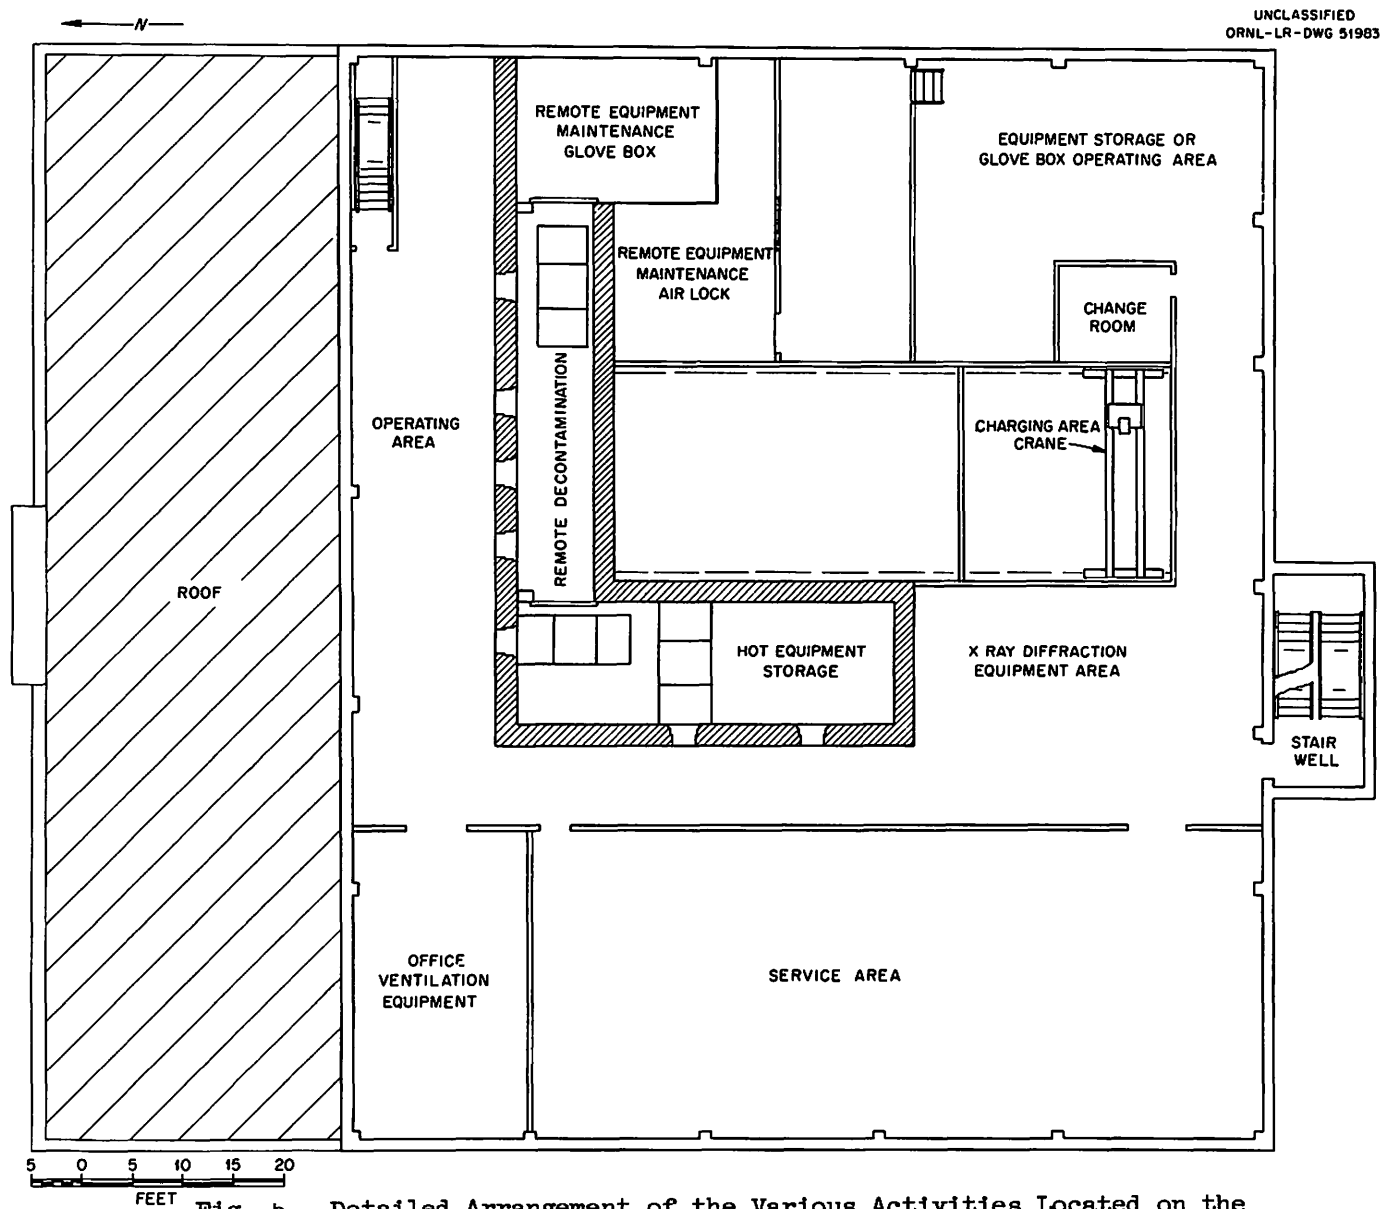 UNCLASSIFIED
ORNL-LR-DWG 51983
N
REMOTE EQUIPMENT
MAINTENANCE
GLOVE BOX
EQUIPMENT STORAGE OR
GLOVE BOX OPERATING AREA
REMOTE EQUIPMENT
MAINTENANCE
AIR LOCK
CHANGE
ROOM
OPERATING
AREA
REMOTE DECONTAMINATION
CHARGING AREA
CRANE
ROOF
HOT EQUIPMENT
STORAGE
X RAY DIFFRACTION
EQUIPMENT AREA
STAIR
WELL
OFFICE
VENTILATION
EQUIPMENT
SERVICE AREA
5 0 5 10 15 20
FEET
Detailed Arrangement of the Various Activities Located on the